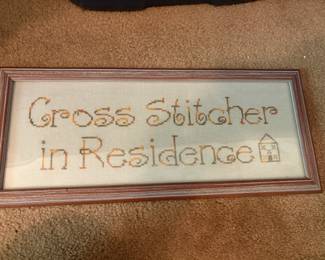 Cross Stitcher
in Residence